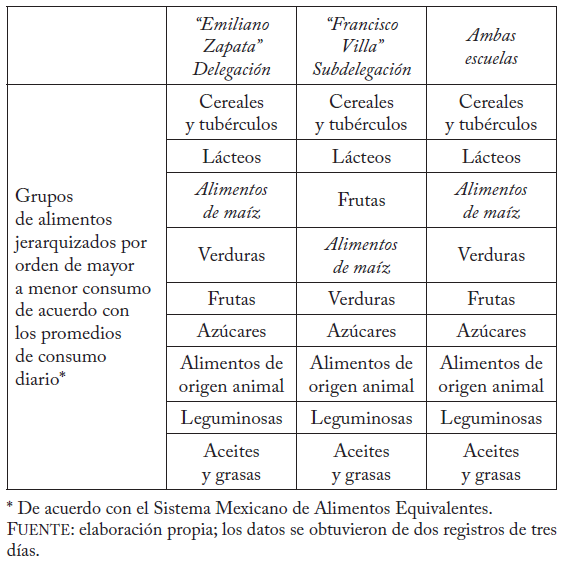 “Emiliano
Zapata”
Delegación
“Francisco
Villa”
Subdelegación
Ambas
escuelas
Grupos
de alimentos
jerarquizados por
orden de mayor
a menor consumo
de acuerdo con
los promedios
de consumo
diario*
Cereales
y tubérculos
Cereales
y tubérculos
Cereales
y tubérculos
Lácteos
Lácteos
Lácteos
Alimentos
de maíz
Frutas
Alimentos
de maíz
Verduras
Alimentos
de maíz
Verduras
Frutas
Verduras
Frutas
Azúcares
Azúcares
Azúcares
Alimentos de
origen animal
Alimentos de
origen animal
Alimentos de
origen animal
Leguminosas
Leguminosas
Leguminosas
Aceites
y grasas
Aceites
y grasas
Aceites
y grasas
* De acuerdo con el Sistema Mexicano de Alimentos Equivalentes.
FUENTE: elaboración propia; los datos se obtuvieron de dos registros de tres
días.